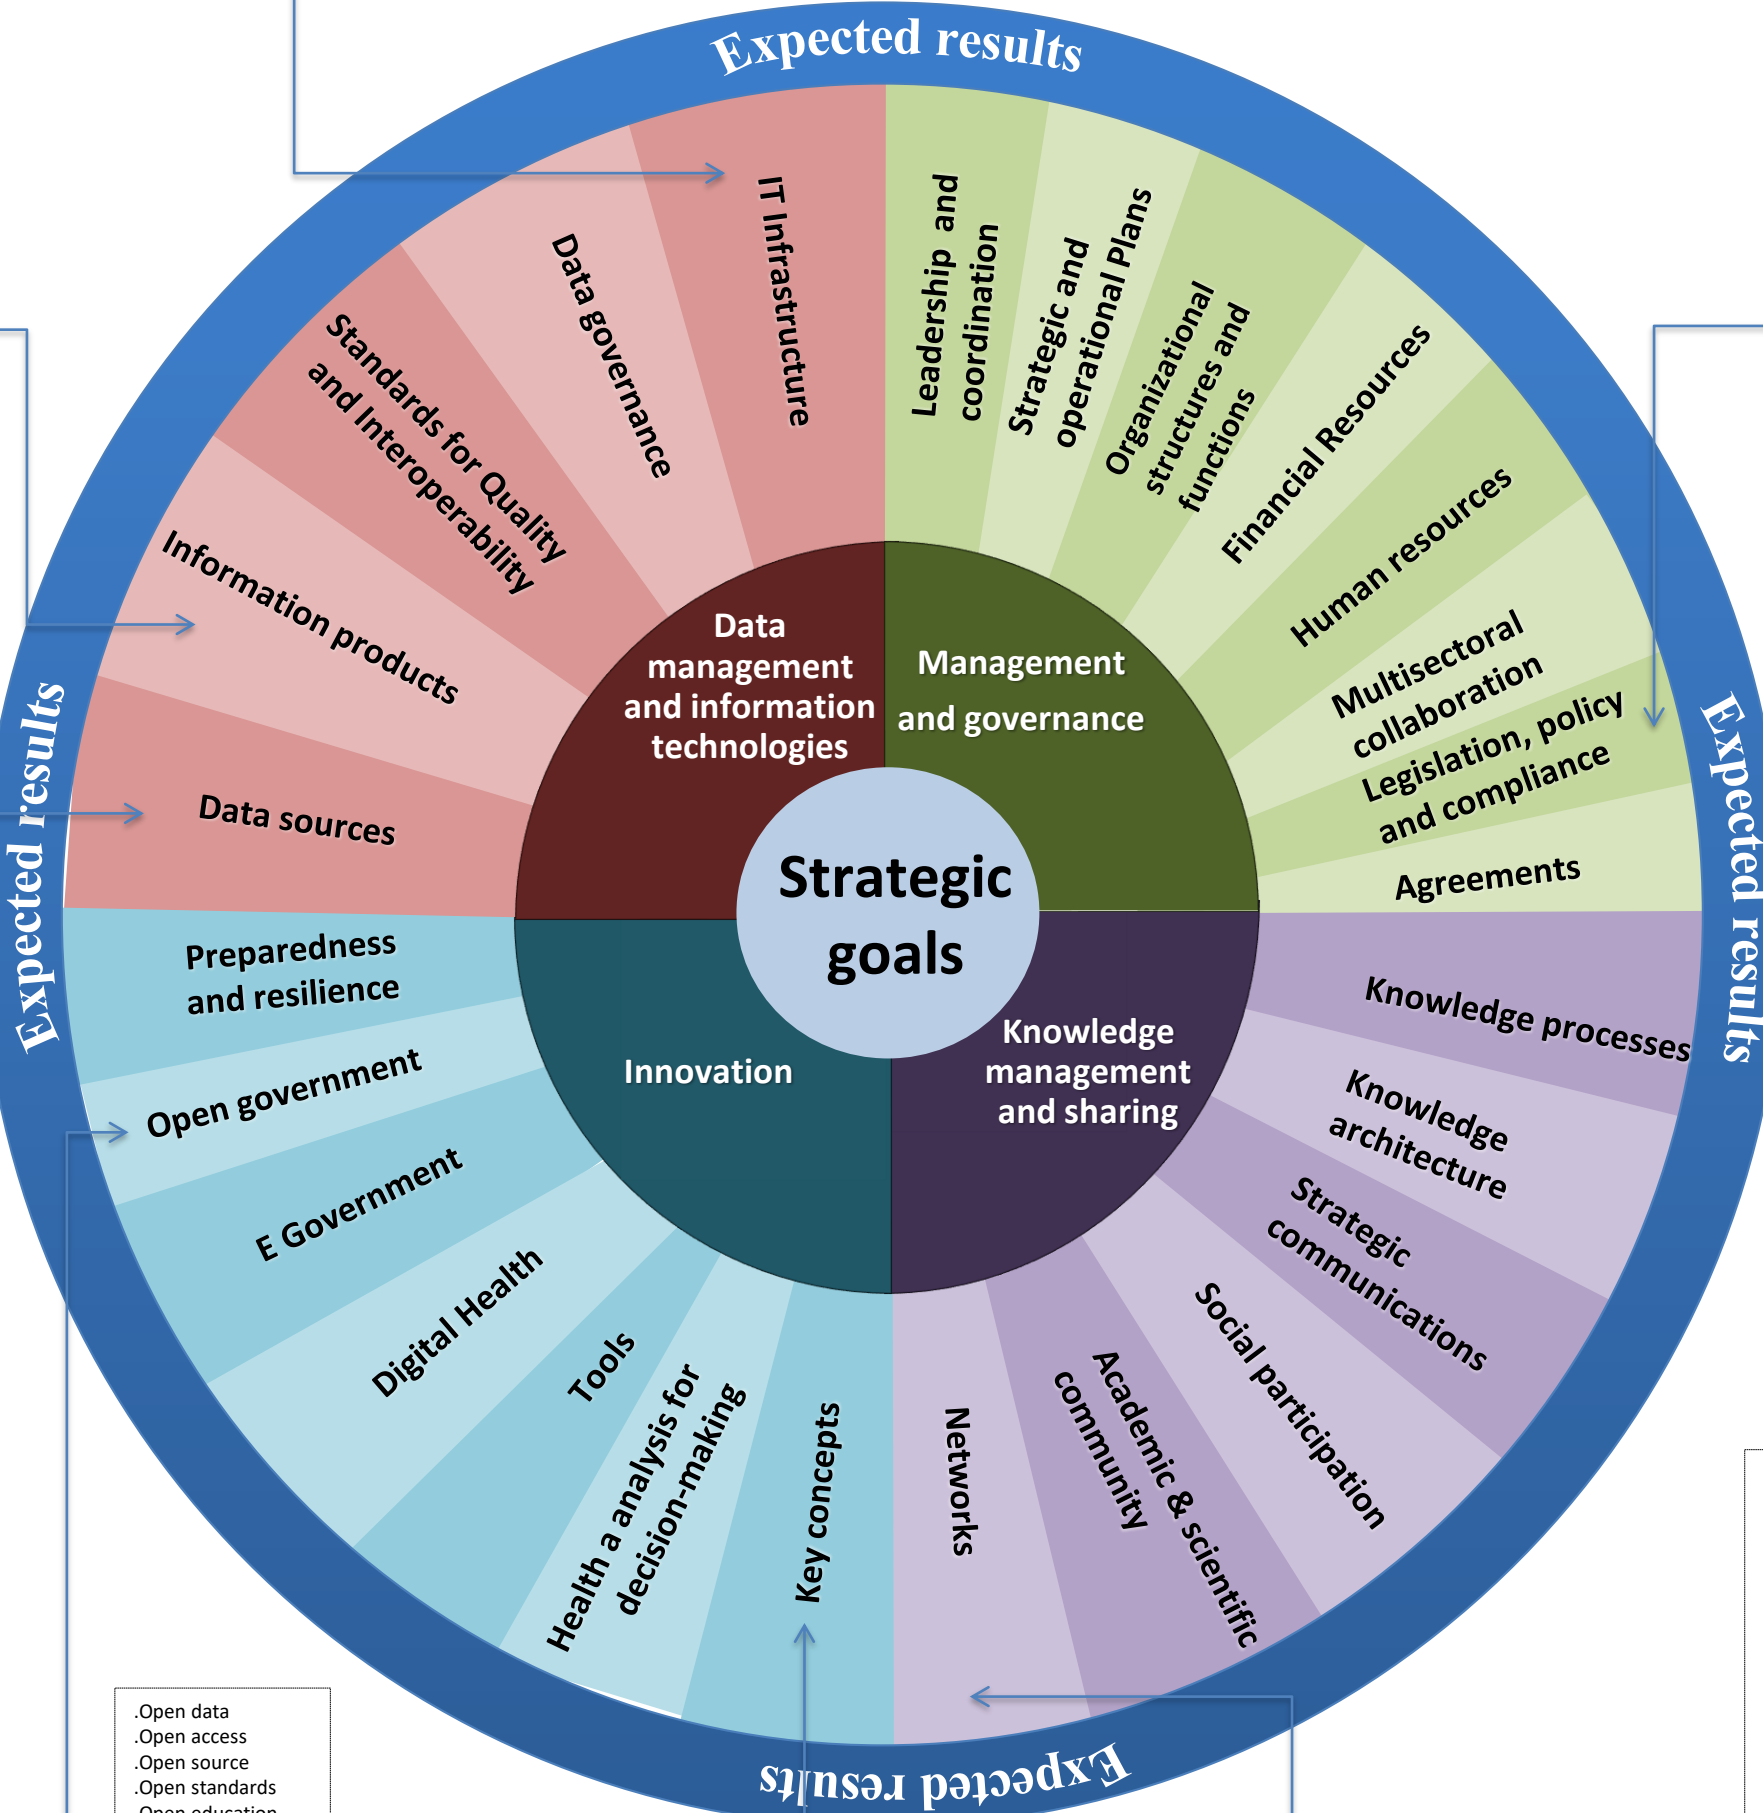 Expected results
Expected results
Expected results
Expected results
Strategic
goals
Data
management
and information
technologies
IT Infrastructure
Data governance
Standards for Quality
and Interoperability
Information products
Data sources
Management
and governance
Leadership and
coordination
Strategic and
operational Plans
Organizational
structures and
functions
Financial Resources
Human resources
Multisectoral
collaboration
Legislation, policy
and compliance
Agreements
Knowledge
management
and sharing
Knowledge processes
Knowledge
architecture
Strategic
communications
Social participation
Academic & scientific
community
Networks
Innovation
Key concepts
Health a analysis for
decision-making
Tools
Digital Health
E Government
Open government
Preparedness
and resilience
.Open data
.Open access
.Open source
.Open standards
.Open education